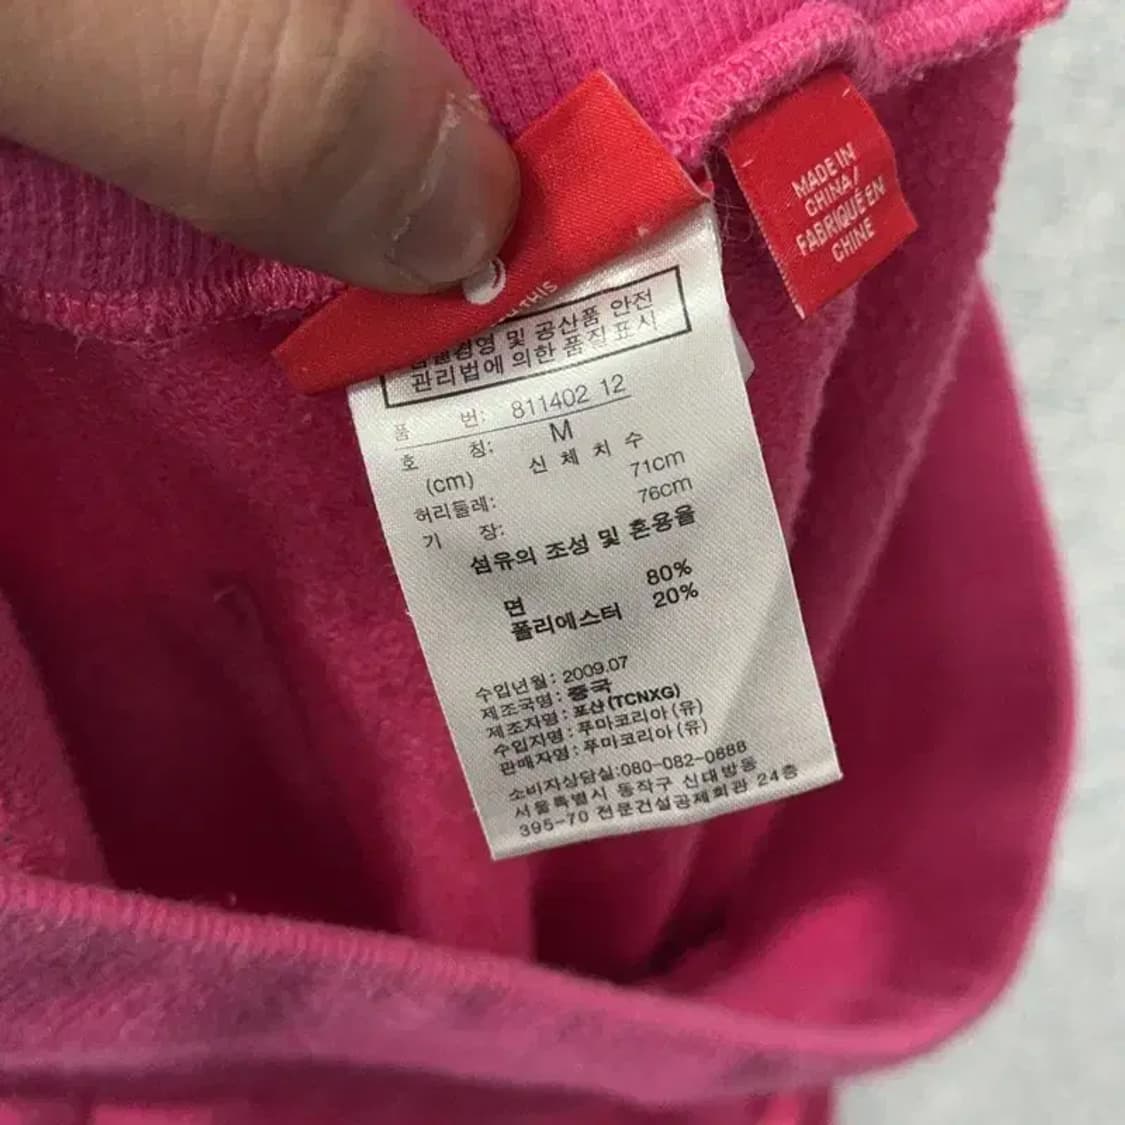 MADE IN
CHINA/
FABRIQUÉ EN
CHINE
THIS
및 공산품 안전
관리법에 의한 품질표시
품 번: 811402 12
호 칭: M
(cm) 신 체 치 수
허리둘레: 71cm
기 장: 76cm
섬유의 조성 및 혼용율
면 80%
폴리에스터 20%
수입년월: 2009.07
제조국명: 중국
제조자명: 포산(TCNXG)
수입자명: 푸마코리아(유)
판매자명: 푸마코리아(유)
소비자상담실:080-082-0888
서울특별시 동작구 신대방동
395-70 전문건설공제회관 24층